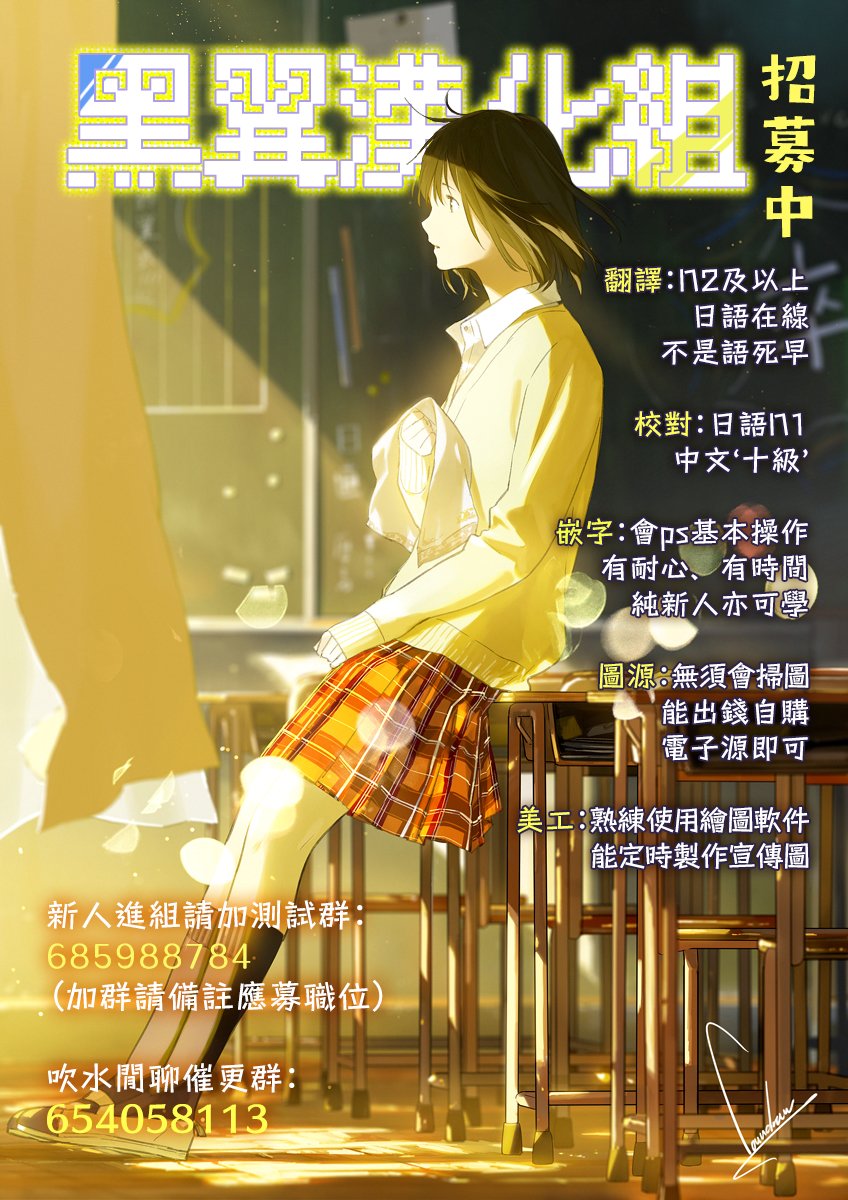 黑翼漢化組
招募中
翻譯:N2及以上
日語在線
不是語死早
校對:日語N1
中文‘十級’
嵌字:會ps基本操作
有耐心、有時間
純新人亦可學
圖源:無須會掃圖
能出錢自購
電子源即可
美工:熟練使用繪圖軟件
能定時製作宣傳圖
新人進組請加測試群:
685988784
(加群請備註應募職位)
吹水閒聊催更群:
654058113